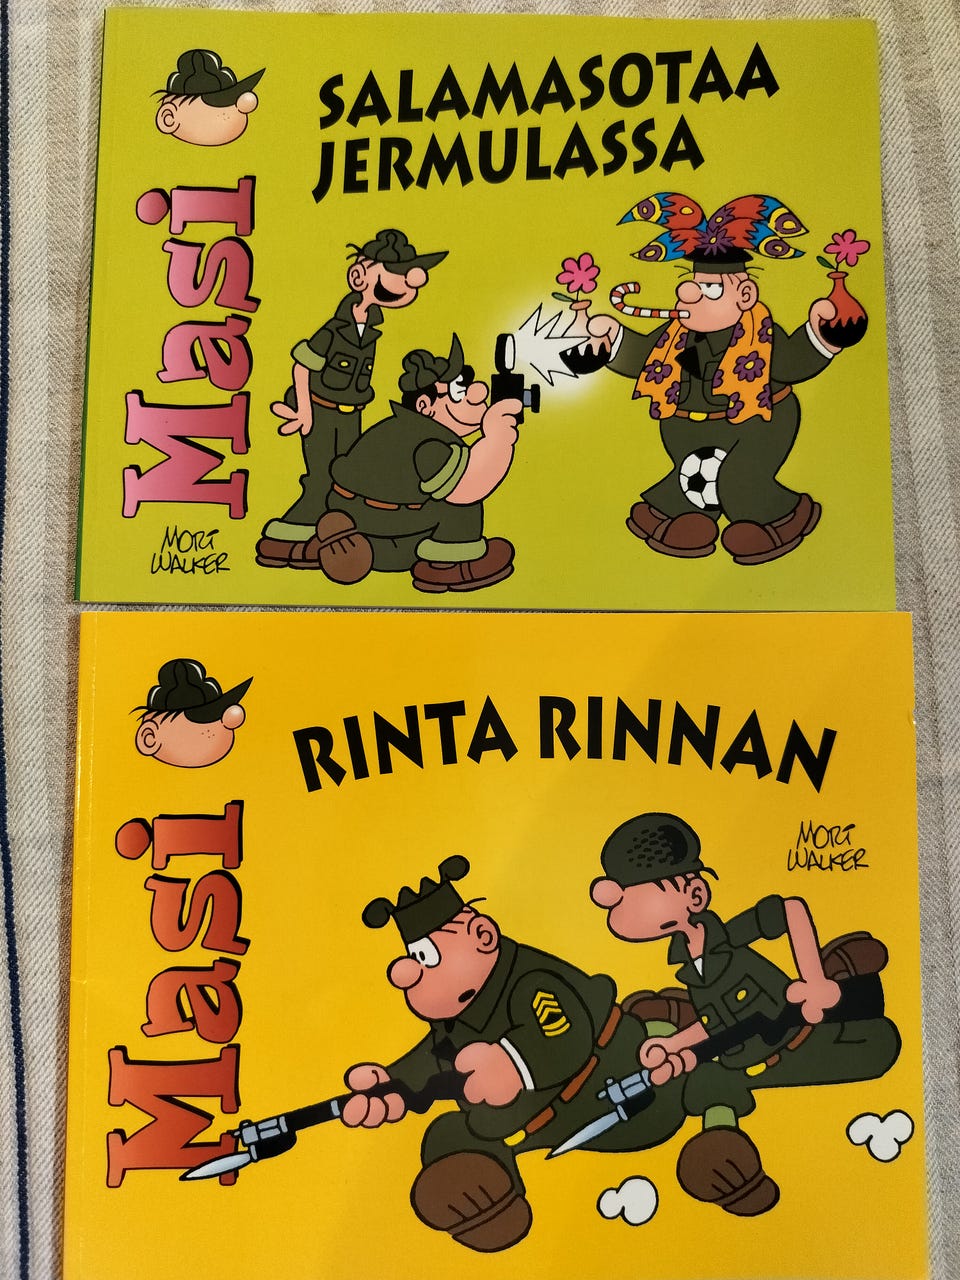 Masi
SALAMASOTAA
JERMULASSA
MORT
WALKER
Masi
RINTA RINNAN
MORT
WALKER